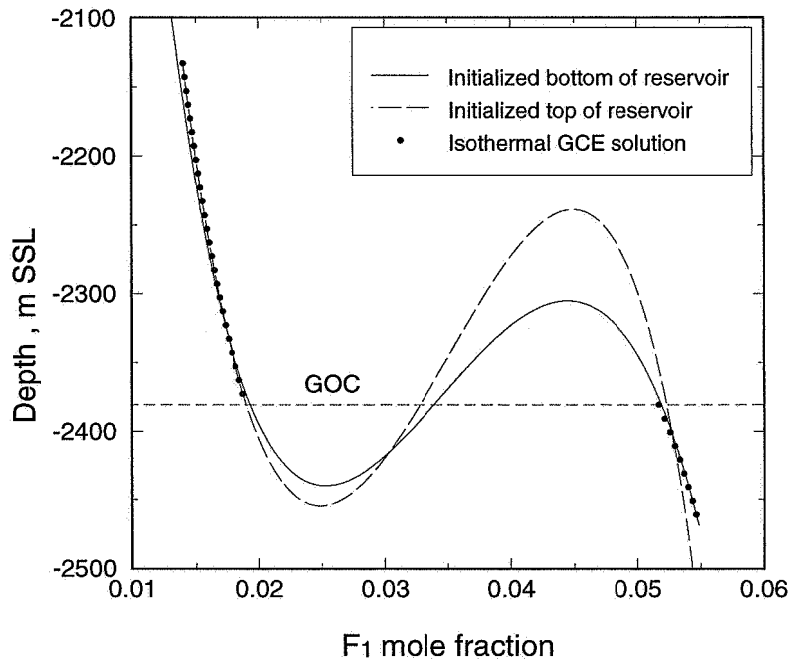 -2100
Initialized bottom of reservoir
Initialized top of reservoir
Isothermal GCE solution
-2200
Depth , m SSL
-2300
GOC
-2400
-2500
0.01 0.02 0.03 0.04 0.05 0.06
F1 mole fraction